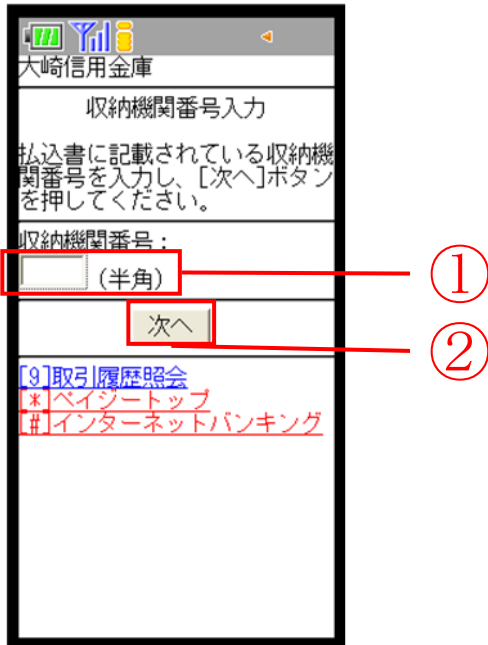 大崎信用金庫
収納機関番号入力
払込書に記載されている収納機
関番号を入力し、[次へ]ボタン
を押してください。
収納機関番号：
(半角)
①
次へ
②
[9]取引履歴照会
[*]ペイジートップ
[#]インターネットバンキング